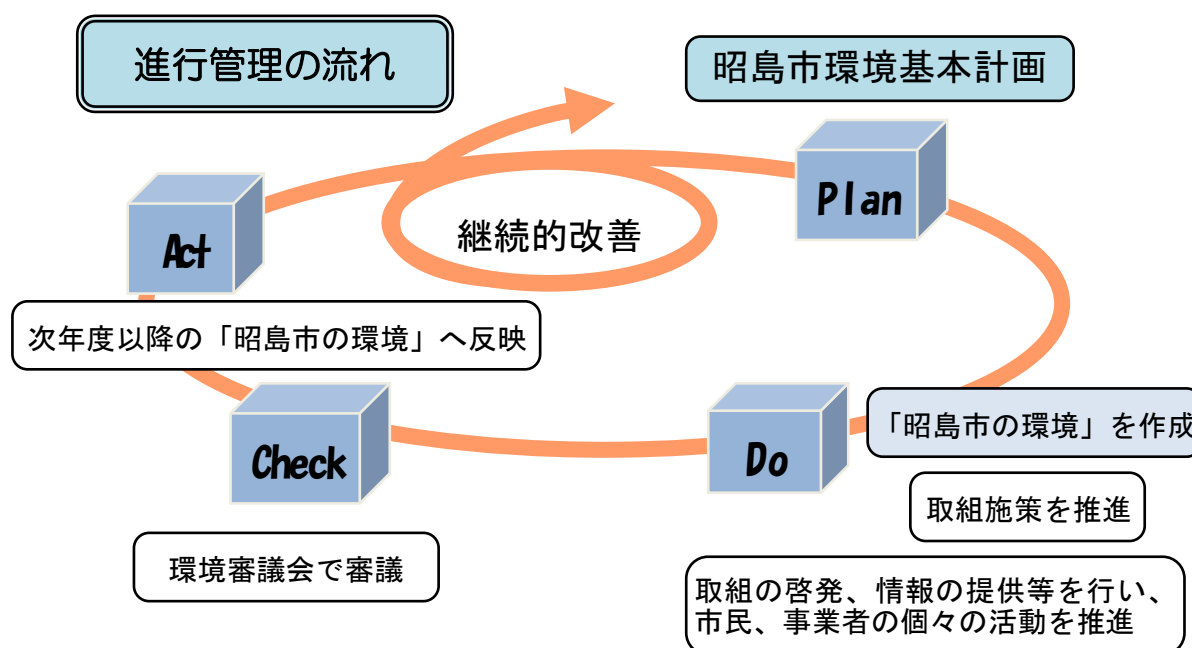 進行管理の流れ
昭島市環境基本計画
Plan
Act
継続的改善
次年度以降の「昭島市の環境」へ反映
Check
Do
「昭島市の環境」を作成
取組施策を推進
環境審議会で審議
取組の啓発、情報の提供等を行い、
市民、事業者の個々の活動を推進